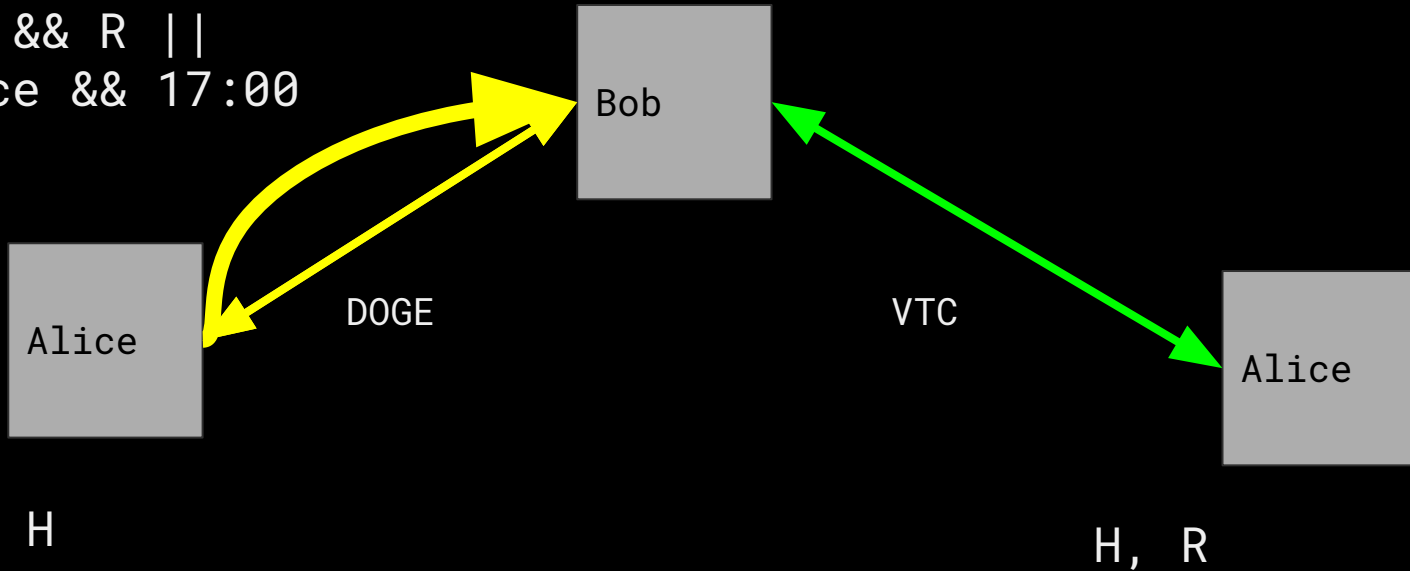 && R ||
ce && 17:00
Bob
DOGE
VTC
Alice
Alice
H
H, R